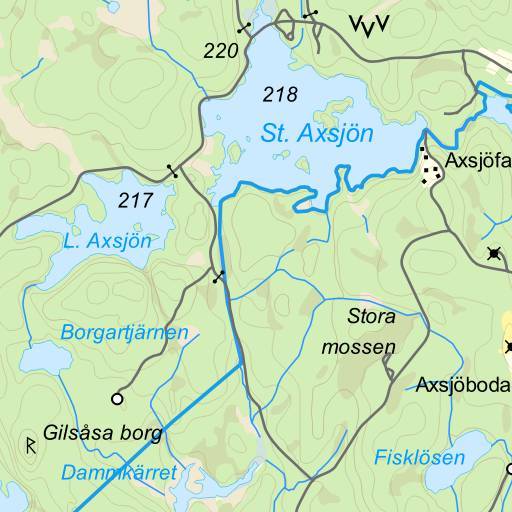 220
218
St. Axsjön
Axsjöfa
217
L. Axsjön
Stora
mossen
Borgartjärnen
Axsjöboda
Gilsåsa borg
Dammkärret
Fisklösen